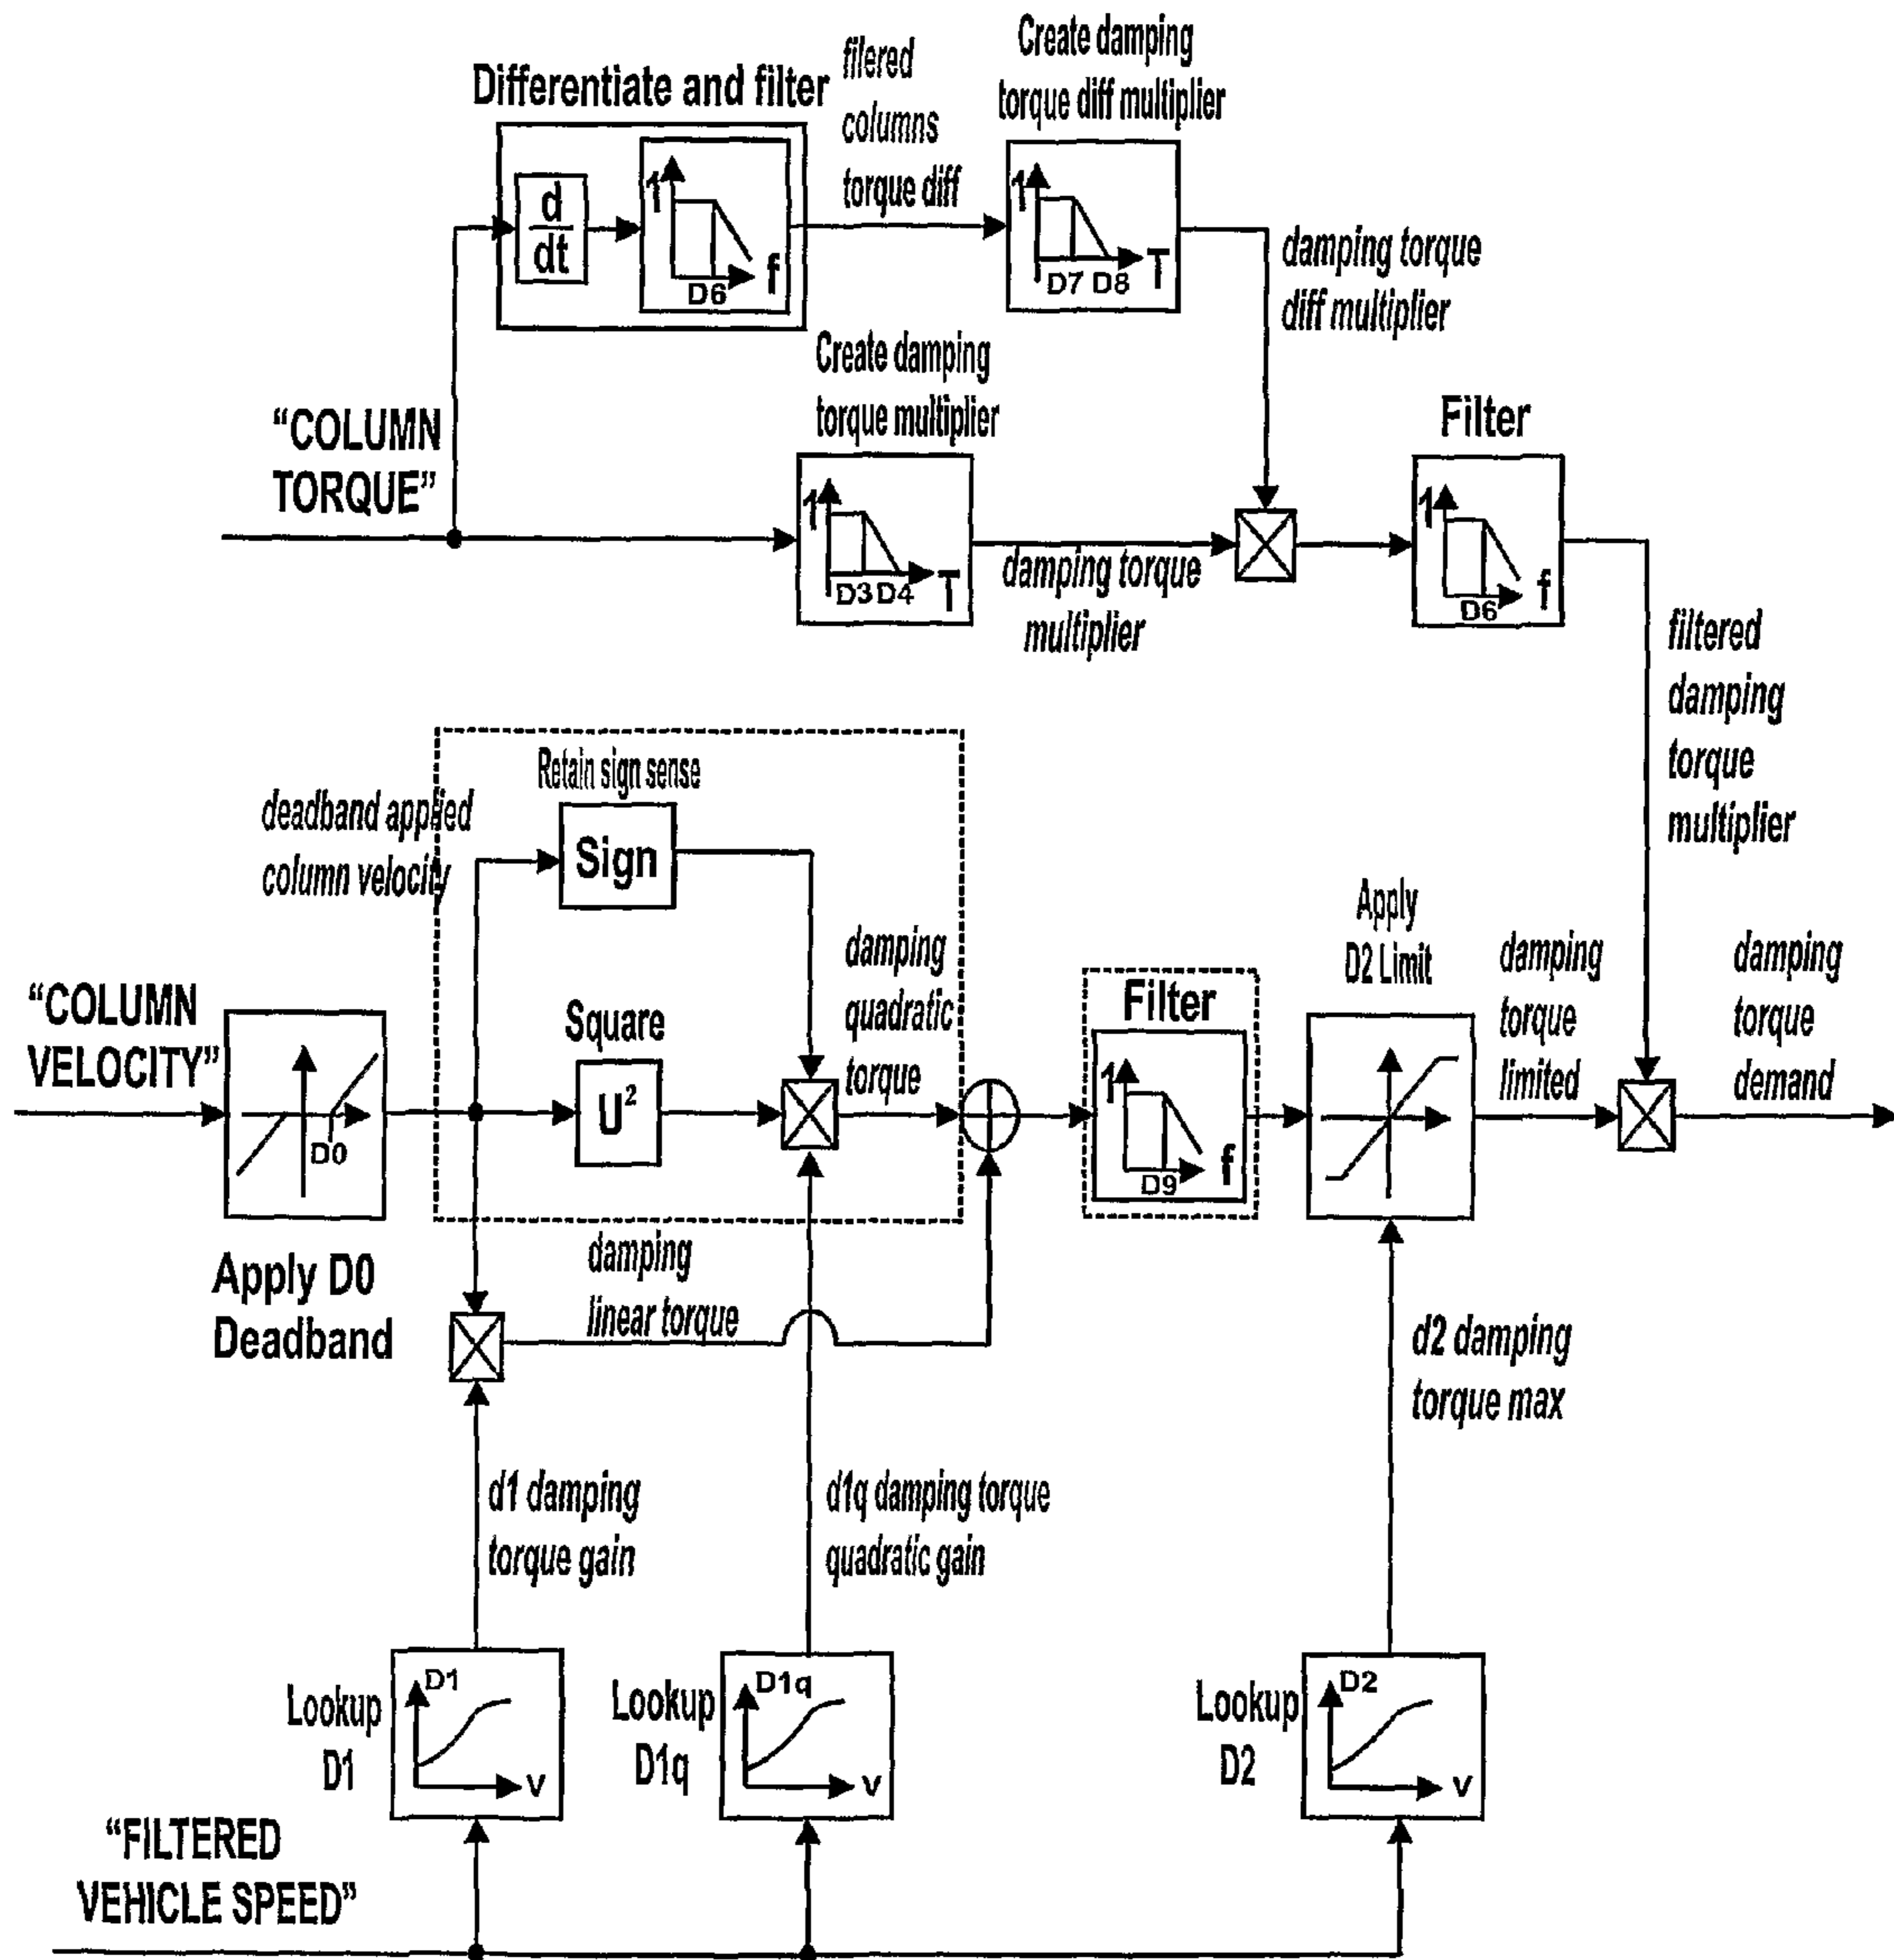 Differentiate and filter
filered
columns
torque diff
Create damping
torque diff multiplier
d
dt
1
D6
f
1
D7 D8
T
damping torque
diff multiplier
Create damping
torque multiplier
“COLUMN
TORQUE”
1
D3 D4
T
damping torque
multiplier
Filter
1
D6
f
filtered
damping
torque
multiplier
deadband applied
column velocity
Retain sign sense
Sign
damping
quadratic
torque
“COLUMN
VELOCITY”
D0
Apply D0
Deadband
Square
U²
Filter
1
D9
f
Apply
D2 Limit
damping
torque
limited
damping
torque
demand
damping
linear torque
d2 damping
torque max
d1 damping
torque gain
d1q damping torque
quadratic gain
Lookup
D1
D1
v
Lookup
D1q
D1q
v
Lookup
D2
D2
v
“FILTERED
VEHICLE SPEED”